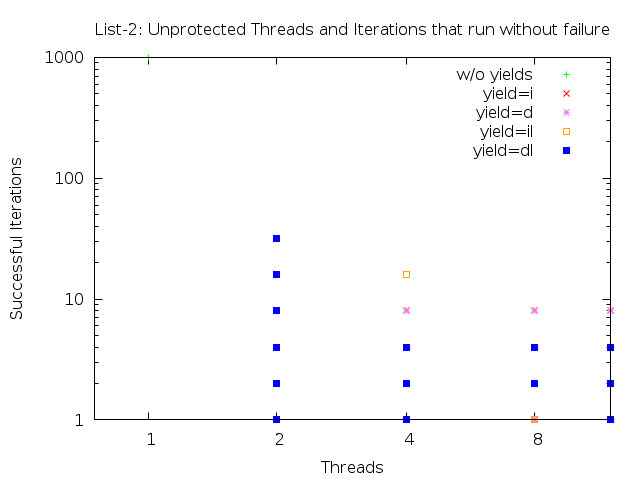 List-2: Unprotected Threads and Iterations that run without failure
1000
100
10
1
Successful Iterations
w/o yields
yield=i
yield=d
yield=il
yield=dl
1
2
4
8
Threads